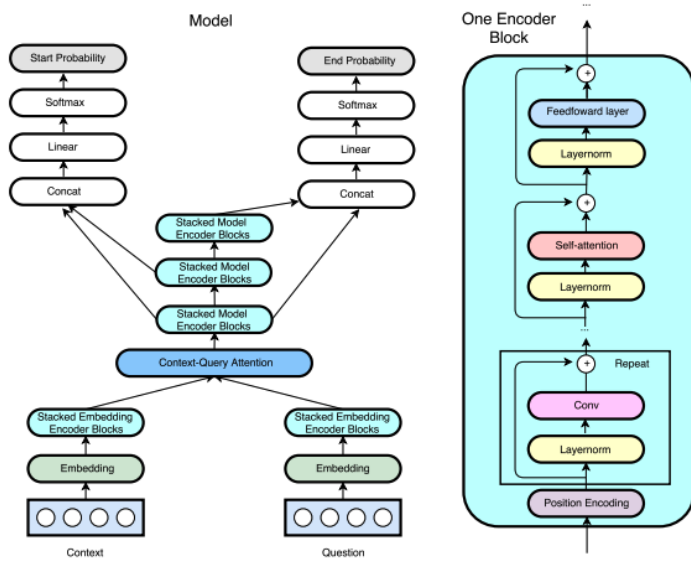 Model
Start Probability
Softmax
Linear
Concat
End Probability
Softmax
Linear
Concat
Stacked Model
Encoder Blocks
Stacked Model
Encoder Blocks
Stacked Model
Encoder Blocks
Context-Query Attention
Stacked Embedding
Encoder Blocks
Stacked Embedding
Encoder Blocks
Embedding
Embedding
Context
Question
One Encoder
Block
...
+
Feedfoward layer
Layernorm
+
Self-attention
Layernorm
...
+
Repeat
Conv
Layernorm
Position Encoding